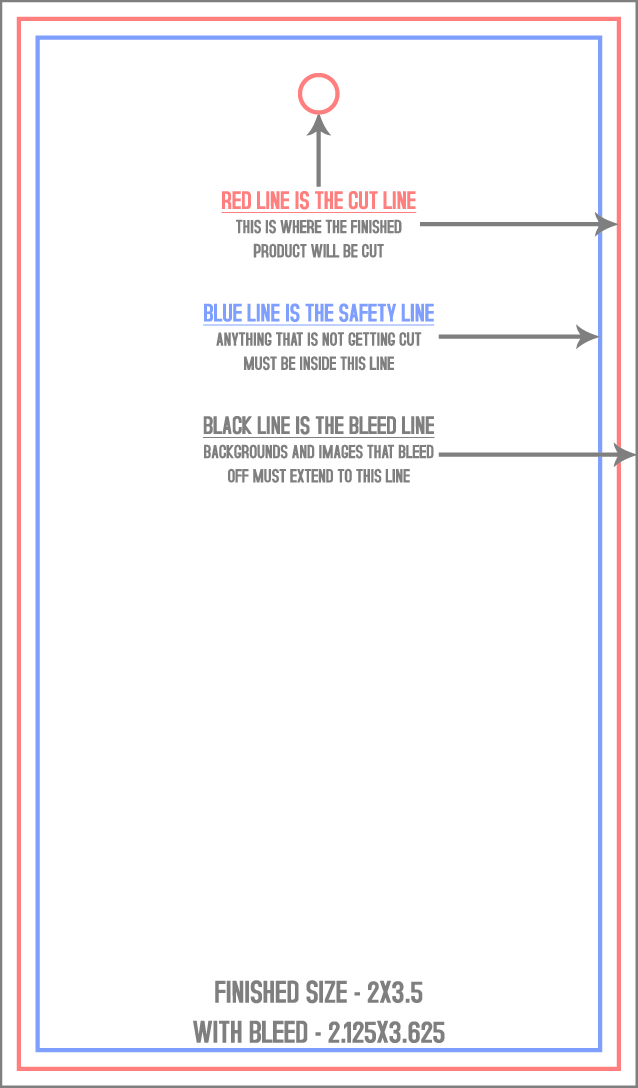 RED LINE IS THE CUT LINE
THIS IS WHERE THE FINISHED
PRODUCT WILL BE CUT
BLUE LINE IS THE SAFETY LINE
ANYTHING THAT IS NOT GETTING CUT
MUST BE INSIDE THIS LINE
BLACK LINE IS THE BLEED LINE
BACKGROUNDS AND IMAGES THAT BLEED
OFF MUST EXTEND TO THIS LINE
FINISHED SIZE - 2X3.5
WITH BLEED - 2.125X3.625